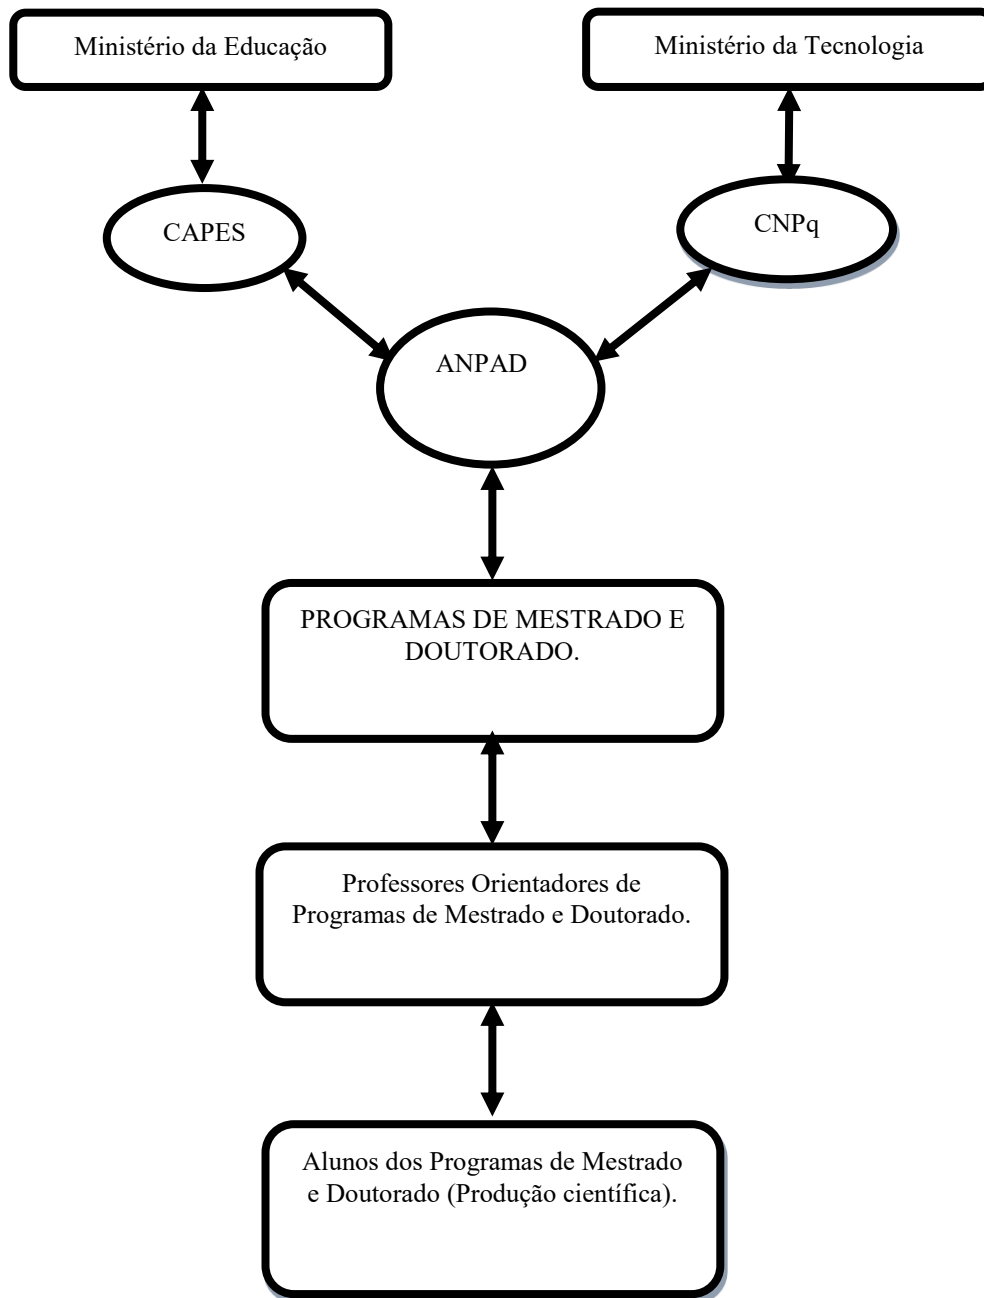 Ministério da Educação
Ministério da Tecnologia
CAPES
CNPq
ANPAD
PROGRAMAS DE MESTRADO E
DOUTORADO.
Professores Orientadores de
Programas de Mestrado e Doutorado.
Alunos dos Programas de Mestrado
e Doutorado (Produção científica).